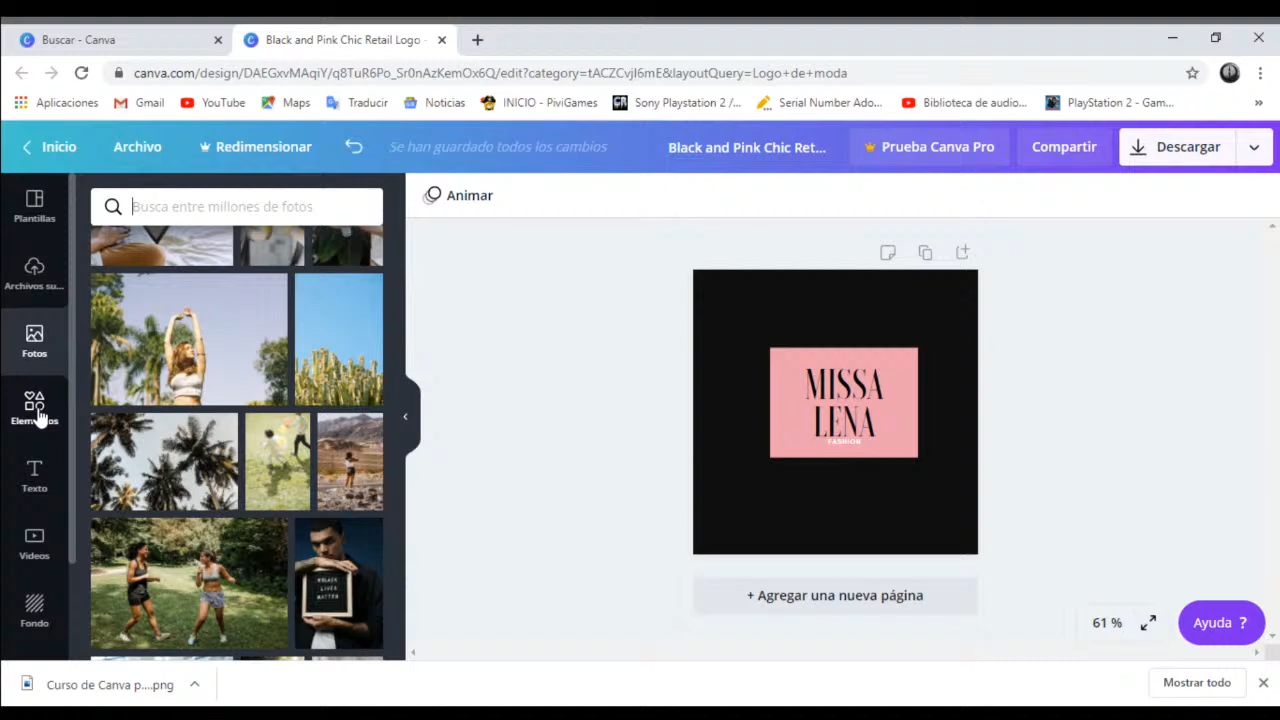 Buscar - Canva
Black and Pink Chic Retail Logo -
canva.com/design/DAEGxvMAqiY/q8TuR6Po_Sr0nAzKemOx6Q/edit?category=tACZCvjI6mE&layoutQuery=Logo+de+moda
Aplicaciones
Gmail
YouTube
Maps
Traducir
Noticias
INICIO - PiviGames
Sony Playstation 2 /...
Serial Number Ado...
Biblioteca de audio...
PlayStation 2 - Gam...
Inicio
Archivo
Redimensionar
Se han guardado todos los cambios
Black and Pink Chic Ret...
Prueba Canva Pro
Compartir
Descargar
Plantillas
Archivos su...
Fotos
Elementos
Texto
Videos
Fondo
Busca entre millones de fotos
BLACK
LIVES
MATTER
Animar
MISSA
LENA
FASHION
+ Agregar una nueva página
61 %
Ayuda ?
Curso de Canva p....png
Mostrar todo